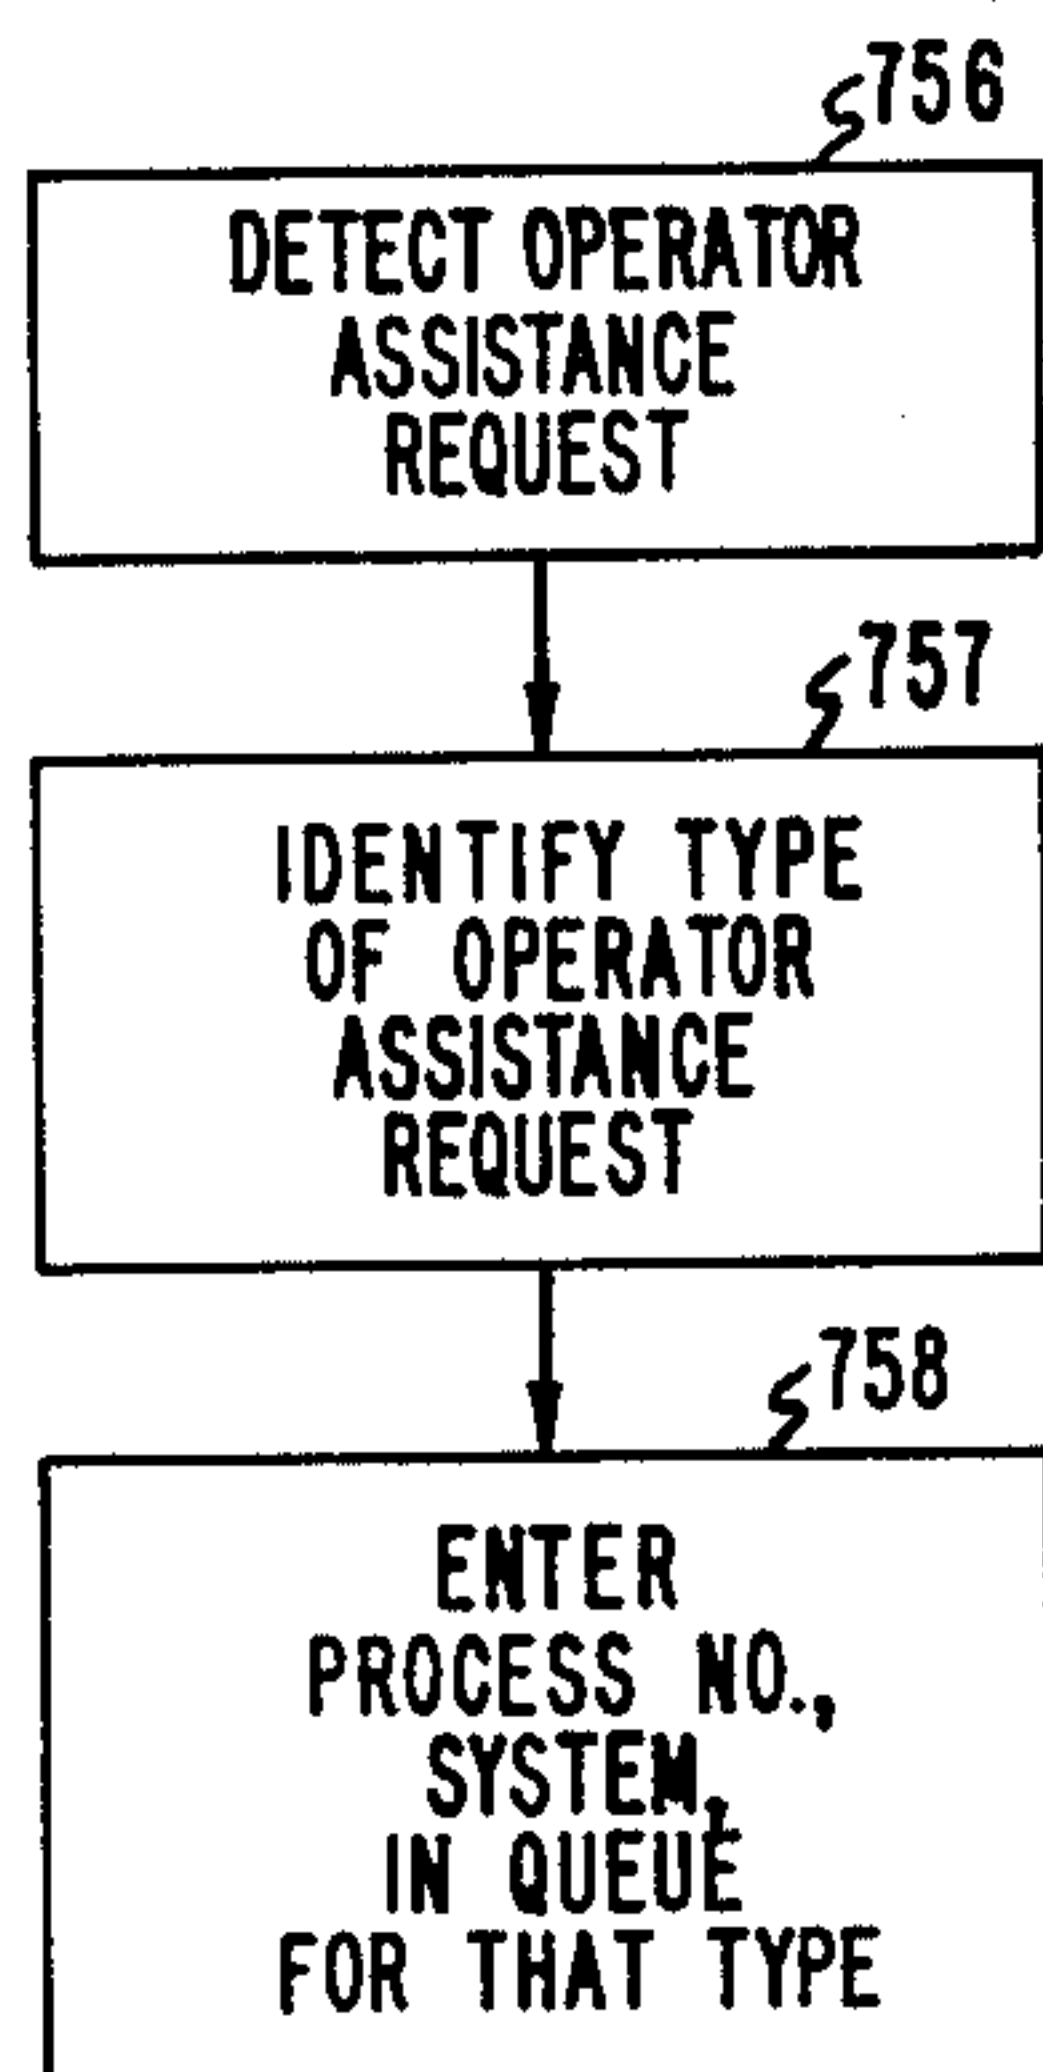 756
DETECT OPERATOR
ASSISTANCE
REQUEST
757
IDENTIFY TYPE
OF OPERATOR
ASSISTANCE
REQUEST
758
ENTER
PROCESS NO.,
SYSTEM,
IN QUEUE
FOR THAT TYPE